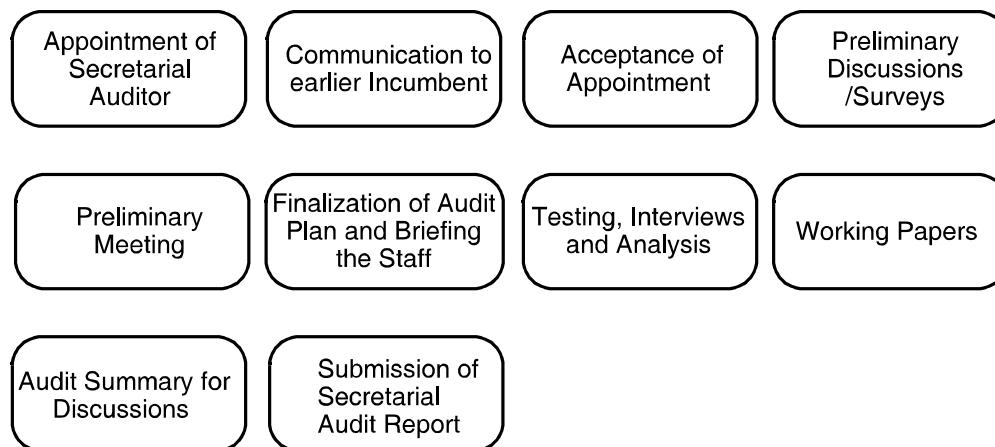 Appointment of
Secretarial
Auditor
Communication to
earlier Incumbent
Acceptance of
Appointment
Preliminary
Discussions
/Surveys
Preliminary
Meeting
Finalization of Audit
Plan and Briefing
the Staff
Testing, Interviews
and Analysis
Working Papers
Audit Summary for
Discussions
Submission of
Secretarial
Audit Report